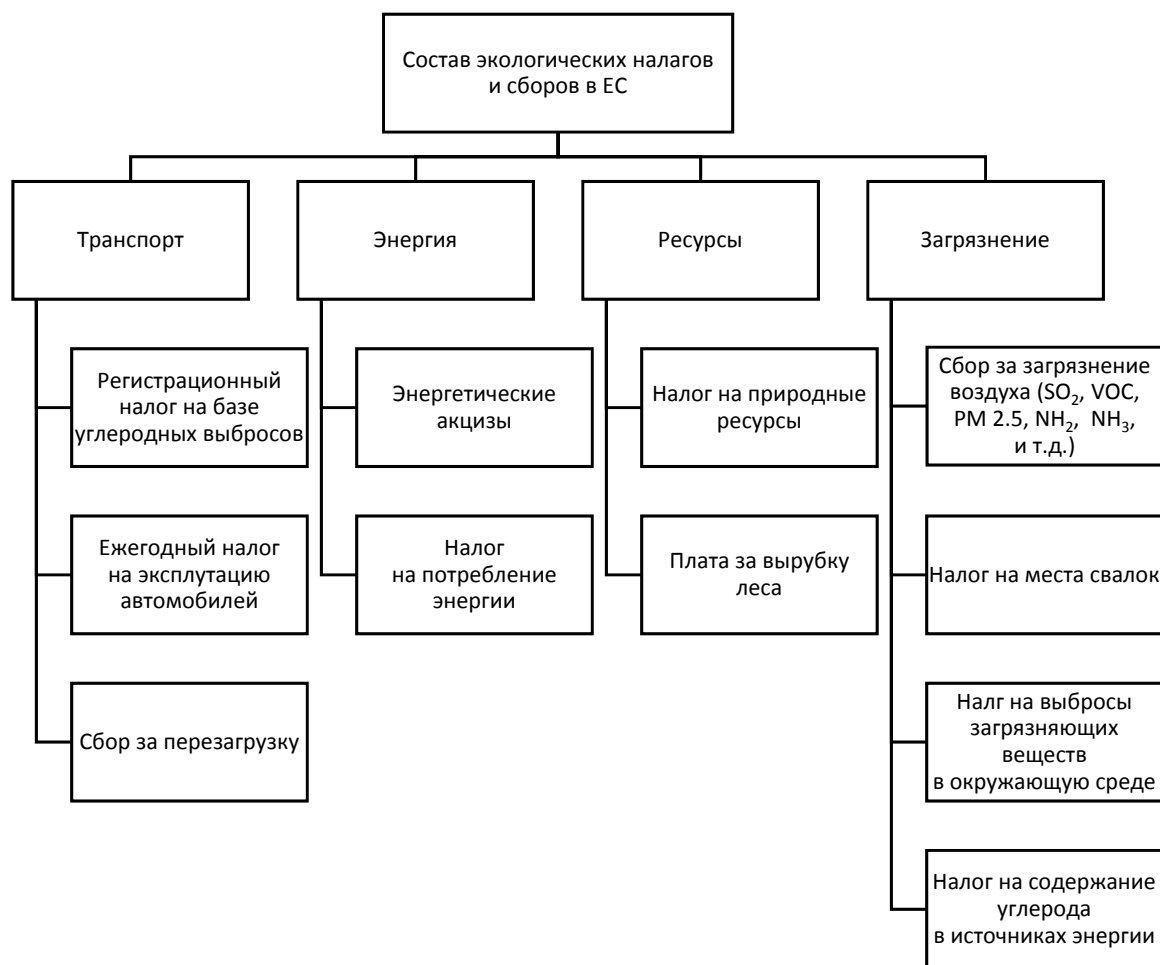 Состав экологических налагов
и сборов в ЕС
Транспорт
Энергия
Ресурсы
Загрязнение
Регистрационный
налог на базе
углеродных выбросов
Энергетические
акцизы
Налог на природные
ресурсы
Сбор за загрязнение
воздуха (SO₂, VOC,
PM 2.5, NH₂, NH₃,
и т.д.)
Ежегодный налог
на эксплутацию
автомобилей
Налог
на потребление
энергии
Плата за вырубку
леса
Налог на места свалок
Сбор за перезагрузку
Налг на выбросы
загрязняющих
веществ
в окружающую среде
Налог на содержание
углерода
в источниках энергии